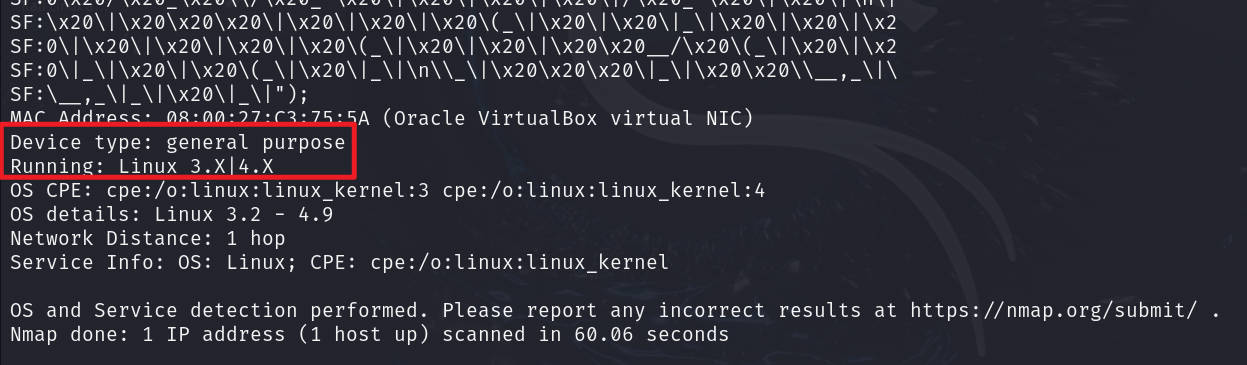 SF:\x20\|\x20\|\x20\|\x20\|\x20\|\x20\(_\|\x20\|\x20\|_\|\x20\|\x20\|\x2
SF:0\|\x20\|\x20\|\x20\|\x20\(_\|\x20\|\x20\|\x20\x20__/\x20\(_\|\x20\|\x2
SF:0\|_\|\x20\|\x20\(_\|\x20\|_\|\n\\_\|\x20\x20\x20\|_\|\x20\x20\\__,_\|\
SF:\__,_\|_\|\x20\|_\|");
MAC Address: 08:00:27:C3:75:5A (Oracle VirtualBox virtual NIC)
Device type: general purpose
Running: Linux 3.X|4.X
OS CPE: cpe:/o:linux:linux_kernel:3 cpe:/o:linux:linux_kernel:4
OS details: Linux 3.2 - 4.9
Network Distance: 1 hop
Service Info: OS: Linux; CPE: cpe:/o:linux:linux_kernel
OS and Service detection performed. Please report any incorrect results at https://nmap.org/submit/ .
Nmap done: 1 IP address (1 host up) scanned in 60.06 seconds